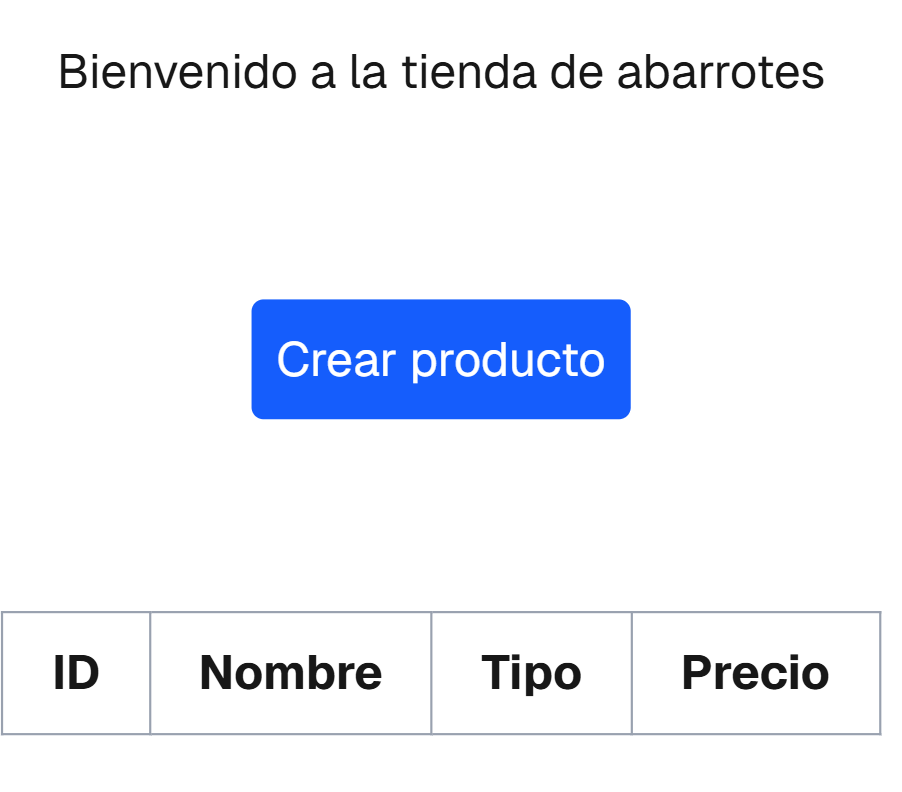 Bienvenido a la tienda de abarrotes
Crear producto
ID Nombre Tipo Precio